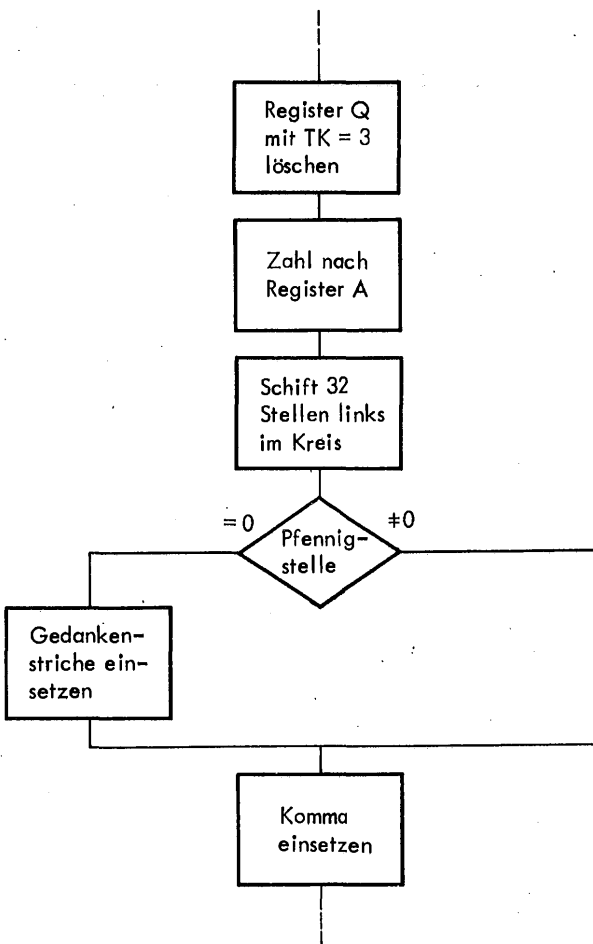 Register Q
mit TK = 3
löschen
Zahl nach
Register A
Schift 32
Stellen links
im Kreis
= 0
≠0
Pfennig-
stelle
Gedanken-
striche ein-
setzen
Komma
einsetzen